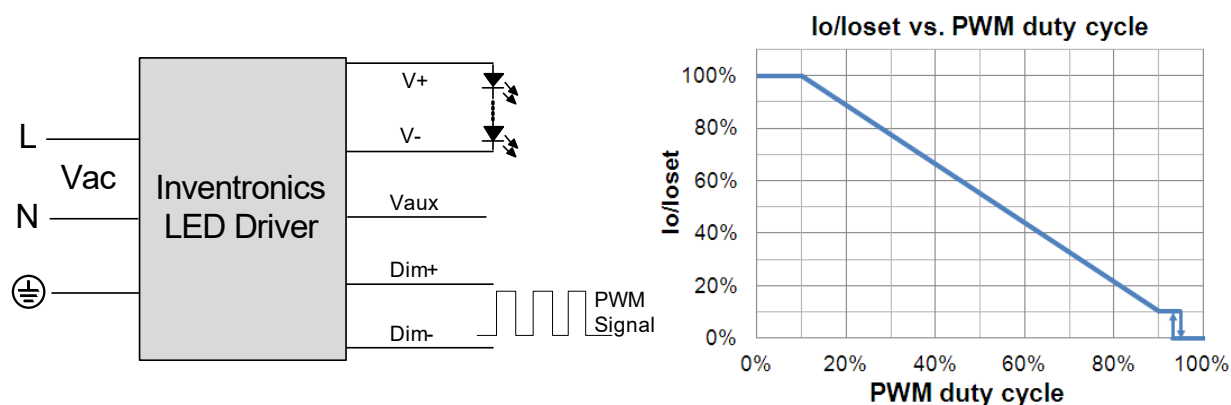 L
Vac
N
Inventronics
LED Driver
V+
V-
Vaux
Dim+
Dim-
PWM
Signal
Io/Ioset vs. PWM duty cycle
Io/Ioset
100%
80%
60%
40%
20%
0%
0% 20% 40% 60% 80% 100%
PWM duty cycle